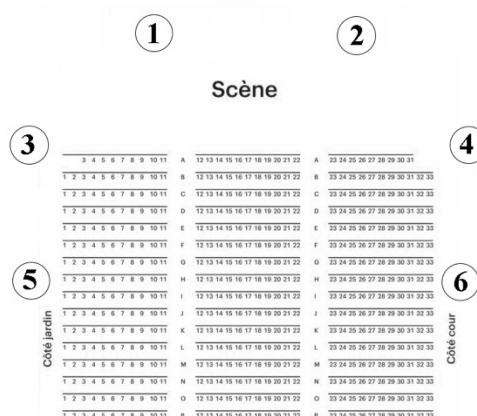 1 2
Scène
3 4
3 4 5 6 7 8 9 10 11 A 12 13 14 15 16 17 18 19 20 21 22 A 23 24 25 26 27 28 29 30 31
1 2 3 4 5 6 7 8 9 10 11 B 12 13 14 15 16 17 18 19 20 21 22 B 23 24 25 26 27 28 29 30 31 32 33
1 2 3 4 5 6 7 8 9 10 11 C 12 13 14 15 16 17 18 19 20 21 22 C 23 24 25 26 27 28 29 30 31 32 33
1 2 3 4 5 6 7 8 9 10 11 D 12 13 14 15 16 17 18 19 20 21 22 D 23 24 25 26 27 28 29 30 31 32 33
1 2 3 4 5 6 7 8 9 10 11 E 12 13 14 15 16 17 18 19 20 21 22 E 23 24 25 26 27 28 29 30 31 32 33
1 2 3 4 5 6 7 8 9 10 11 F 12 13 14 15 16 17 18 19 20 21 22 F 23 24 25 26 27 28 29 30 31 32 33
1 2 3 4 5 6 7 8 9 10 11 G 12 13 14 15 16 17 18 19 20 21 22 G 23 24 25 26 27 28 29 30 31 32 33
5 6
1 2 3 4 5 6 7 8 9 10 11 H 12 13 14 15 16 17 18 19 20 21 22 H 23 24 25 26 27 28 29 30 31 32 33
1 2 3 4 5 6 7 8 9 10 11 I 12 13 14 15 16 17 18 19 20 21 22 I 23 24 25 26 27 28 29 30 31 32 33
1 2 3 4 5 6 7 8 9 10 11 J 12 13 14 15 16 17 18 19 20 21 22 J 23 24 25 26 27 28 29 30 31 32 33
1 2 3 4 5 6 7 8 9 10 11 K 12 13 14 15 16 17 18 19 20 21 22 K 23 24 25 26 27 28 29 30 31 32 33
1 2 3 4 5 6 7 8 9 10 11 L 12 13 14 15 16 17 18 19 20 21 22 L 23 24 25 26 27 28 29 30 31 32 33
1 2 3 4 5 6 7 8 9 10 11 M 12 13 14 15 16 17 18 19 20 21 22 M 23 24 25 26 27 28 29 30 31 32 33
1 2 3 4 5 6 7 8 9 10 11 N 12 13 14 15 16 17 18 19 20 21 22 N 23 24 25 26 27 28 29 30 31 32 33
1 2 3 4 5 6 7 8 9 10 11 O 12 13 14 15 16 17 18 19 20 21 22 O 23 24 25 26 27 28 29 30 31 32 33
Côté jardin
Côté cour